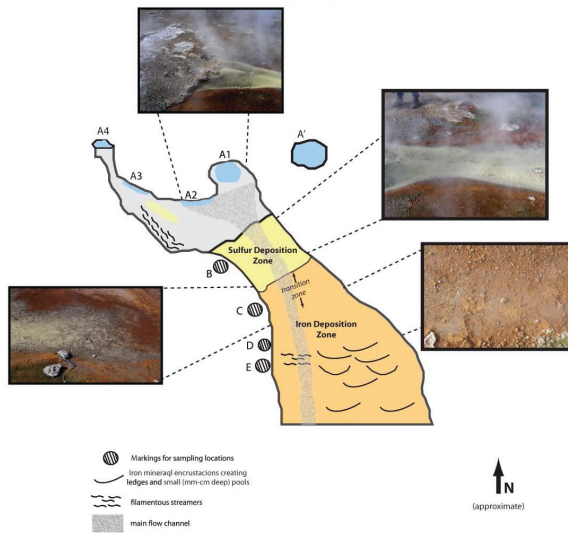 A4
A1
A'
A3
A2
Sulfur Deposition
Zone
B
transition
zone
C
Iron Deposition
Zone
D
E
Markings for sampling locations
Iron mineraql encrustacions creating
ledges and small (mm-cm deep) pools
filamentous streamers
main flow channel
N
(approximate)